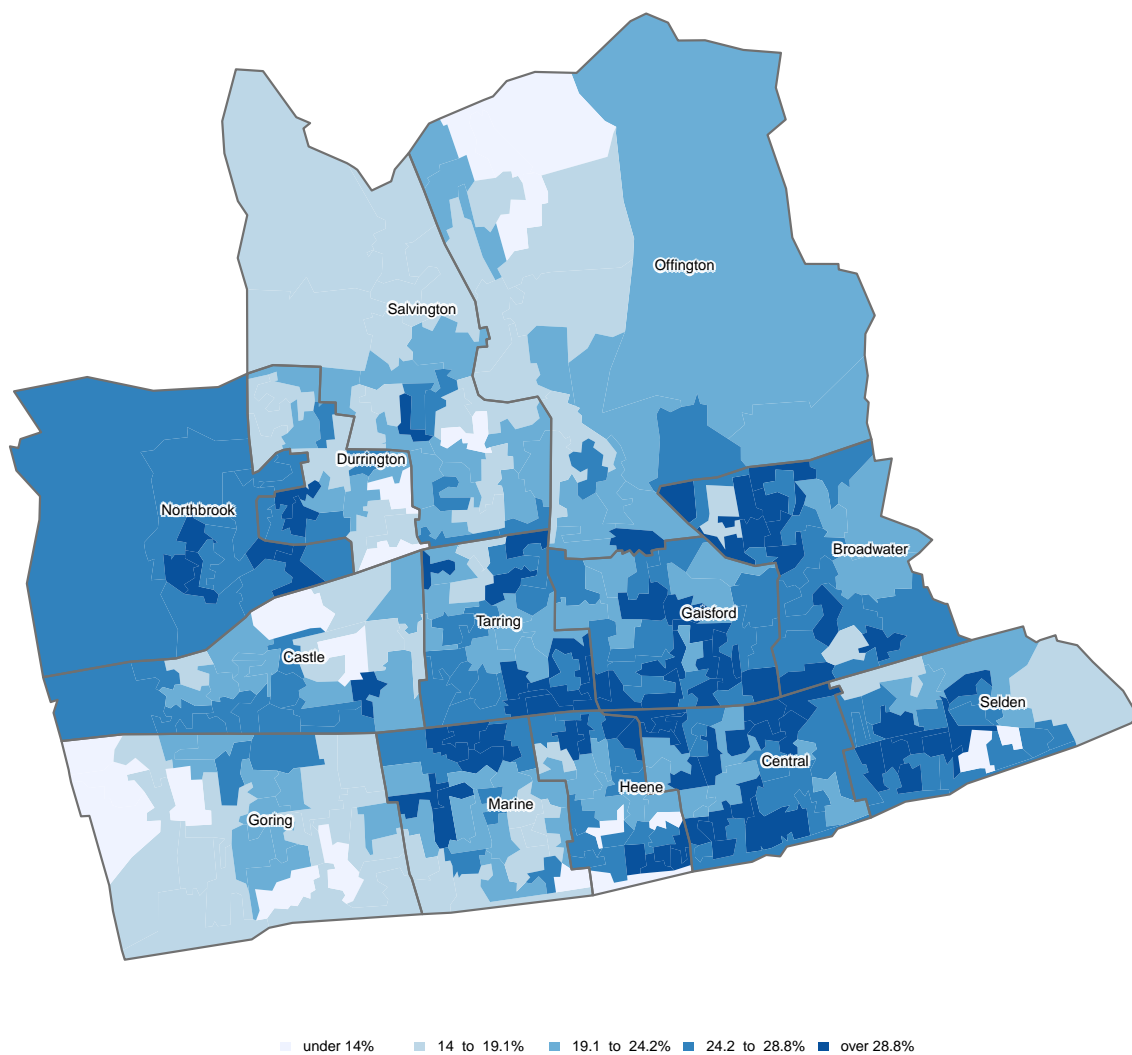 Offington
Salvington
Durrington
Northbrook
Broadwater
Gaisford
Tarring
Castle
Selden
Central
Heene
Marine
Goring
under 14% 14 to 19.1% 19.1 to 24.2% 24.2 to 28.8% over 28.8%